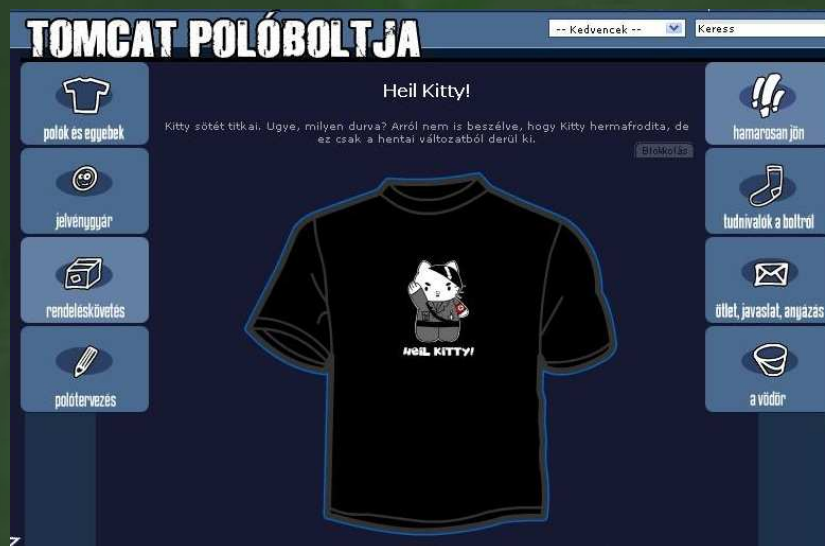 TOMCAT POLÓBOLTJA
-- Kedvencek --
Keress
polok és egyebek
jelvénygyár
rendeléskövetés
pólótervezés
Heil Kitty!
Kitty sötét titkai. Ugye, milyen durva? Arról nem is beszélve, hogy Kitty hermafrodita, de
ez csak a hentai változatból derül ki.
Blokkolás
HEIL KITTY!
hamarosan jön
tudnivalók a boltról
ötlet, javaslat, anyázás
a vödör